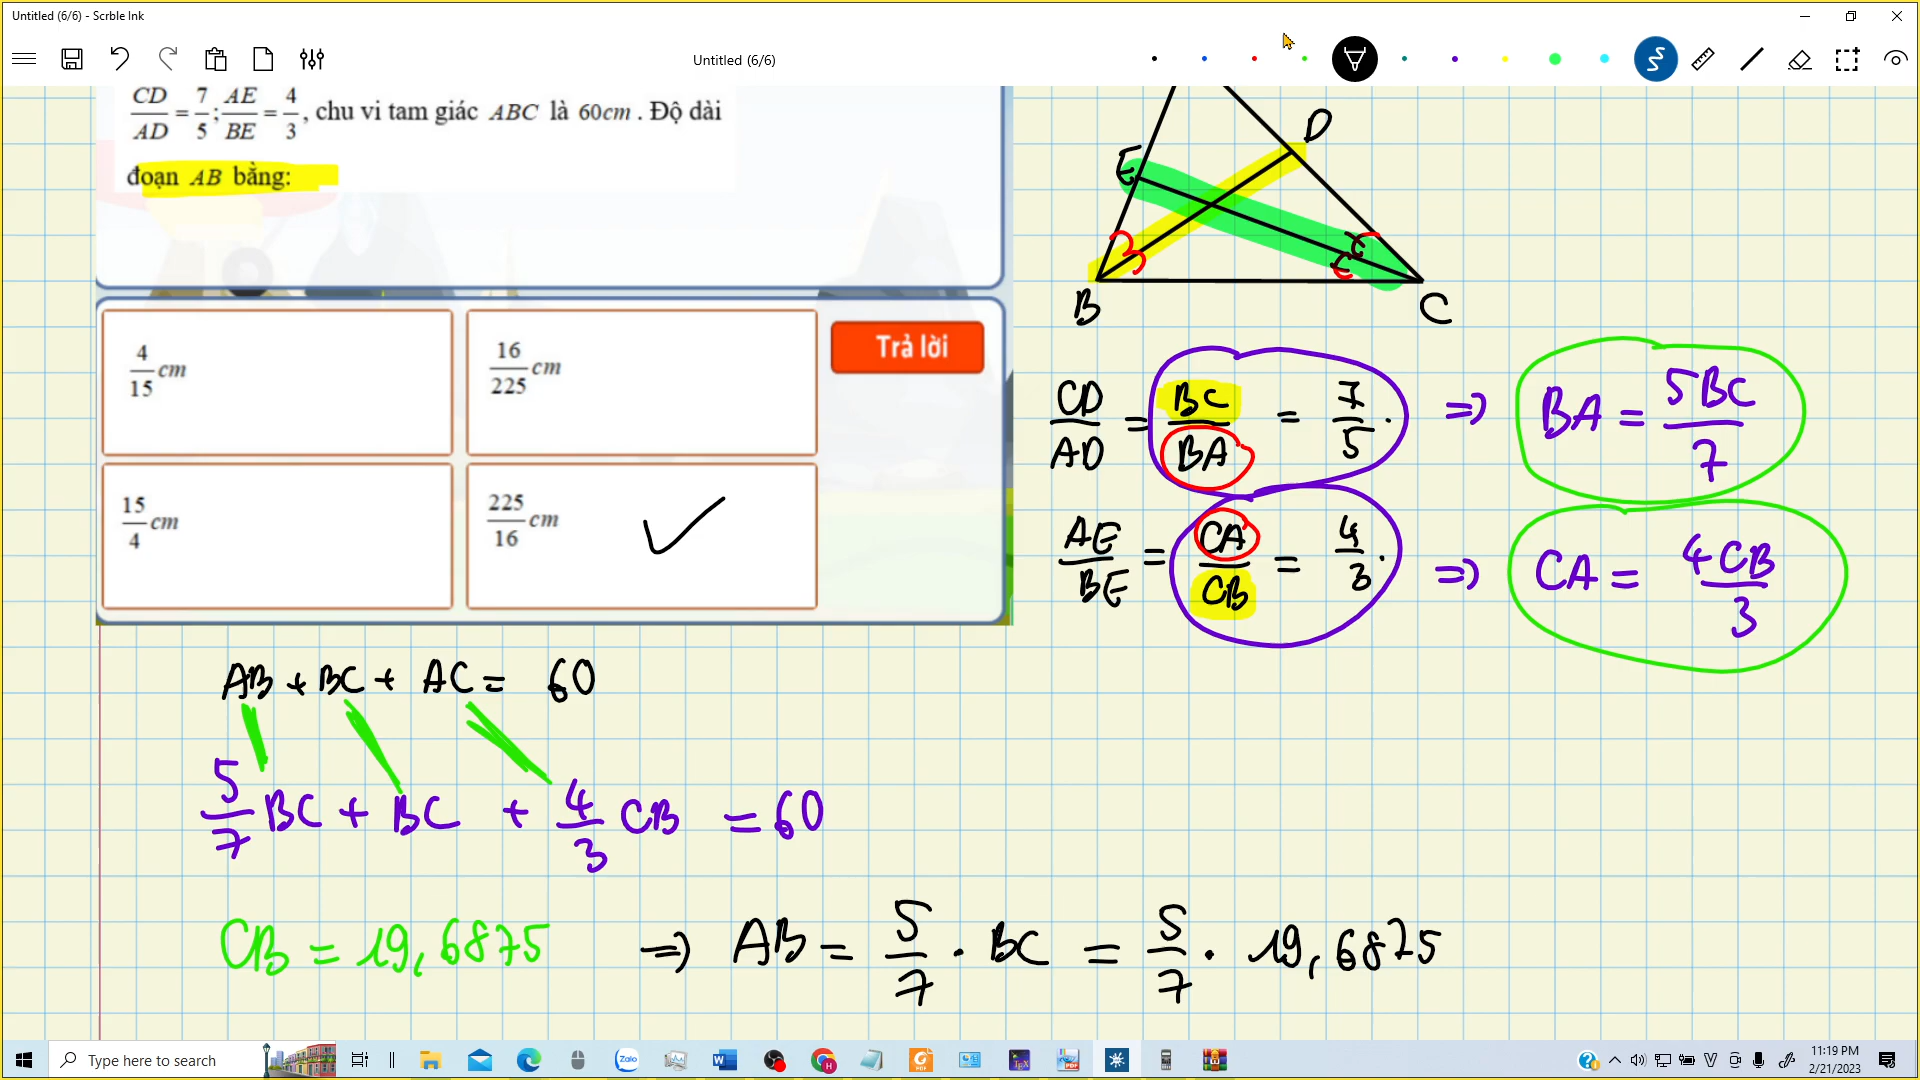 Untitled (6/6) - Scrble Ink
Untitled (6/6)
CD/AD = 7/5; AE/BE = 4/3, chu vi tam giác ABC là 60cm. Độ dài
đoạn AB bằng:
4/15 cm
16/225 cm
Trả lời
15/4 cm
225/16 cm
D
E
B
C
CD/AD = BC/BA = 7/5. => BA = 5BC/7
AE/BE = CA/CB = 4/3. => CA = 4CB/3
AB + BC + AC = 60
5/7 BC + BC + 4/3 CB = 60
CB = 19,6875 => AB = 5/7 . BC = 5/7 . 19,6875
Type here to search
Zalo
11:19 PM
2/21/2023